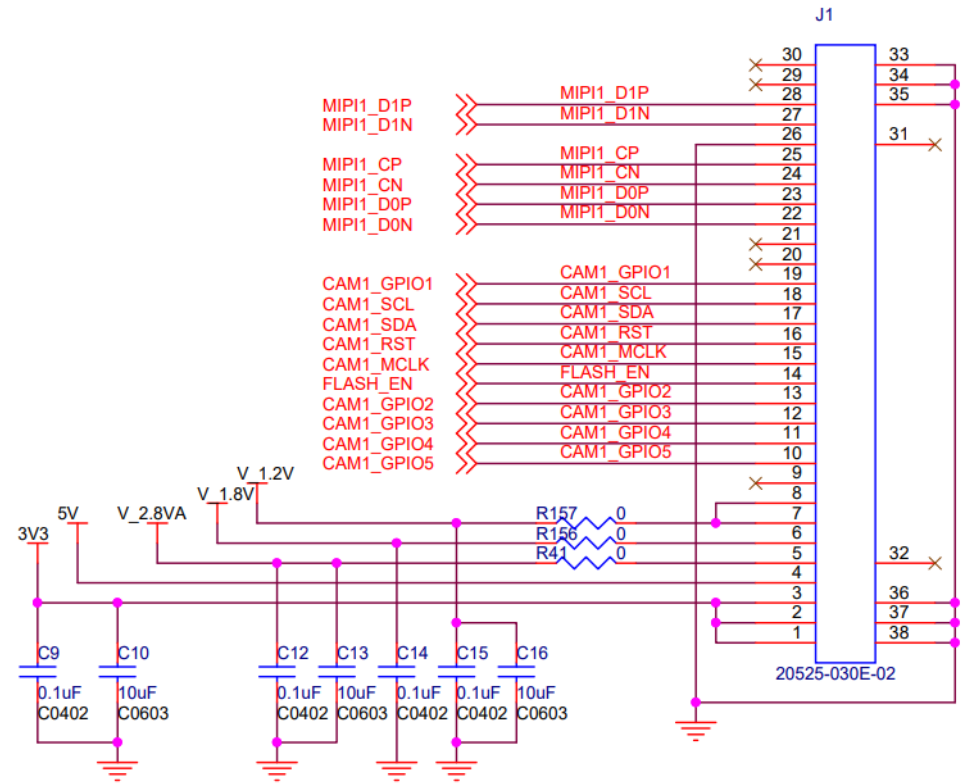 J1
30 33
29 34
MIPI1_D1P MIPI1_D1P 28 35
MIPI1_D1N MIPI1_D1N 27
26 31
MIPI1_CP MIPI1_CP 25
MIPI1_CN MIPI1_CN 24
MIPI1_D0P MIPI1_D0P 23
MIPI1_D0N MIPI1_D0N 22
21
20
CAM1_GPIO1 CAM1_GPIO1 19
CAM1_SCL CAM1_SCL 18
CAM1_SDA CAM1_SDA 17
CAM1_RST CAM1_RST 16
CAM1_MCLK CAM1_MCLK 15
FLASH_EN FLASH_EN 14
CAM1_GPIO2 CAM1_GPIO2 13
CAM1_GPIO3 CAM1_GPIO3 12
CAM1_GPIO4 CAM1_GPIO4 11
CAM1_GPIO5 CAM1_GPIO5 10
V_1.2V 9
V_1.8V 8
5V V_2.8VA R157 0 7
3V3 R156 0 6
R41 0 5 32
4
3 36
2 37
1 38
C9 C10 C12 C13 C14 C15 C16
20525-030E-02
0.1uF 10uF 0.1uF 10uF 0.1uF 0.1uF 10uF
C0402 C0603 C0402 C0603 C0402 C0402 C0603